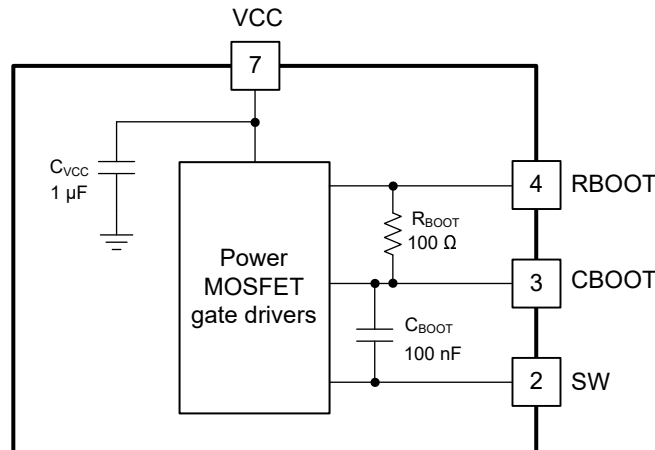 VCC
7
CVCC
1 µF
Power
MOSFET
gate drivers
4
RBOOT
RBOOT
100 Ω
3
CBOOT
CBOOT
100 nF
2
SW